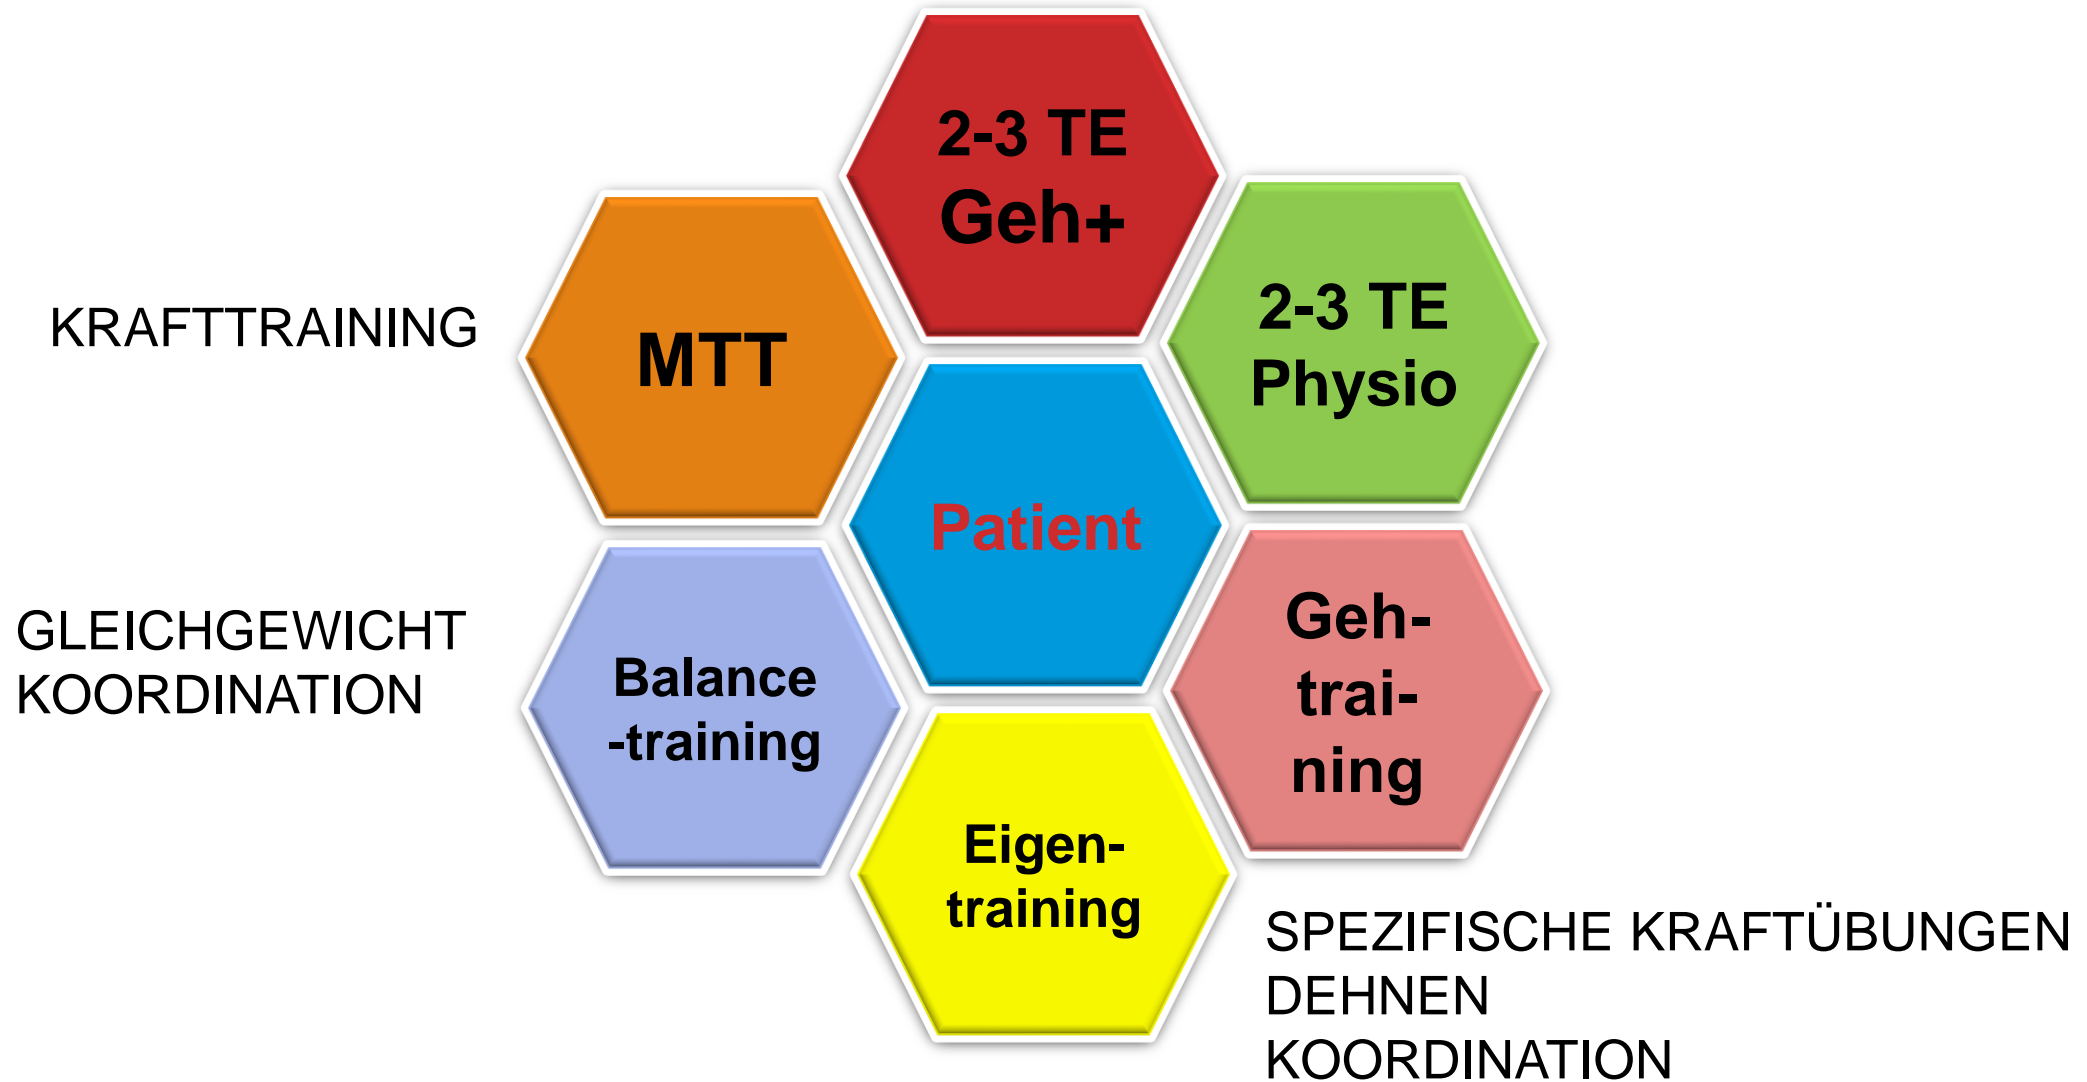 2-3 TE
Geh+
KRAFTTRAINING
MTT
2-3 TE
Physio
Patient
GLEICHGEWICHT
KOORDINATION
Balance
-training
Geh-
trai-
ning
Eigen-
training
SPEZIFISCHE KRAFTÜBUNGEN
DEHNEN
KOORDINATION